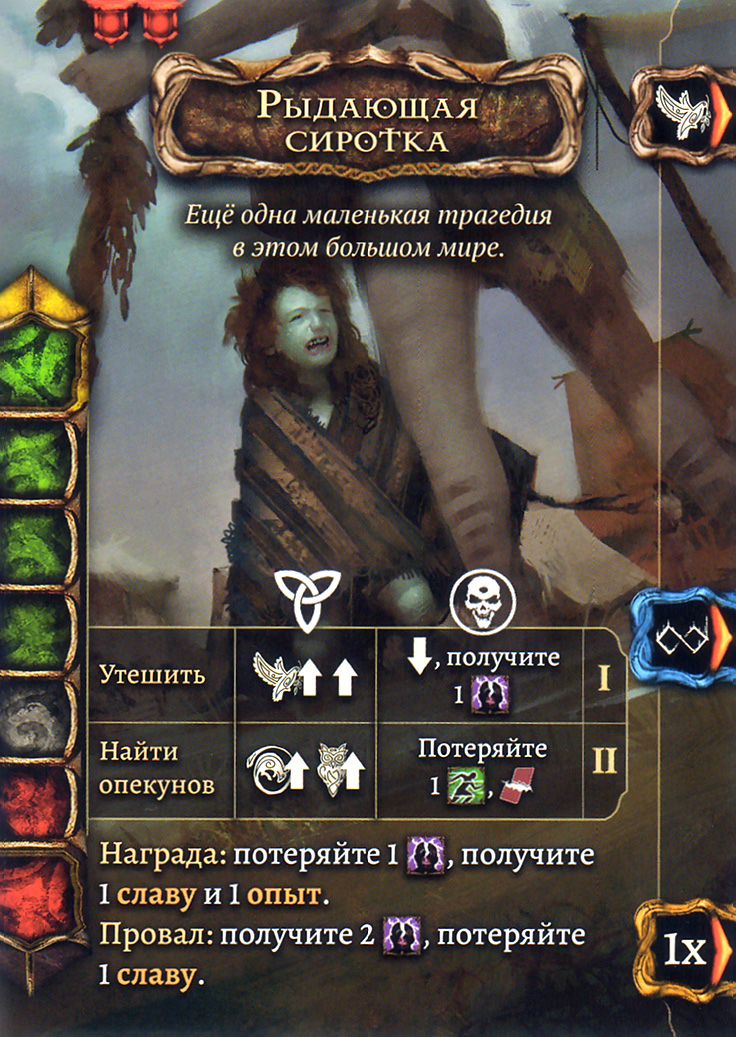 Рыдающая
сиротка
Ещё одна маленькая трагедия
в этом большом мире.
Утешить
, получите
1
I
Найти
опекунов
Потеряйте
1 ,
II
Награда: потеряйте 1 , получите
1 славу и 1 опыт.
Провал: получите 2 , потеряйте
1 славу.
1x